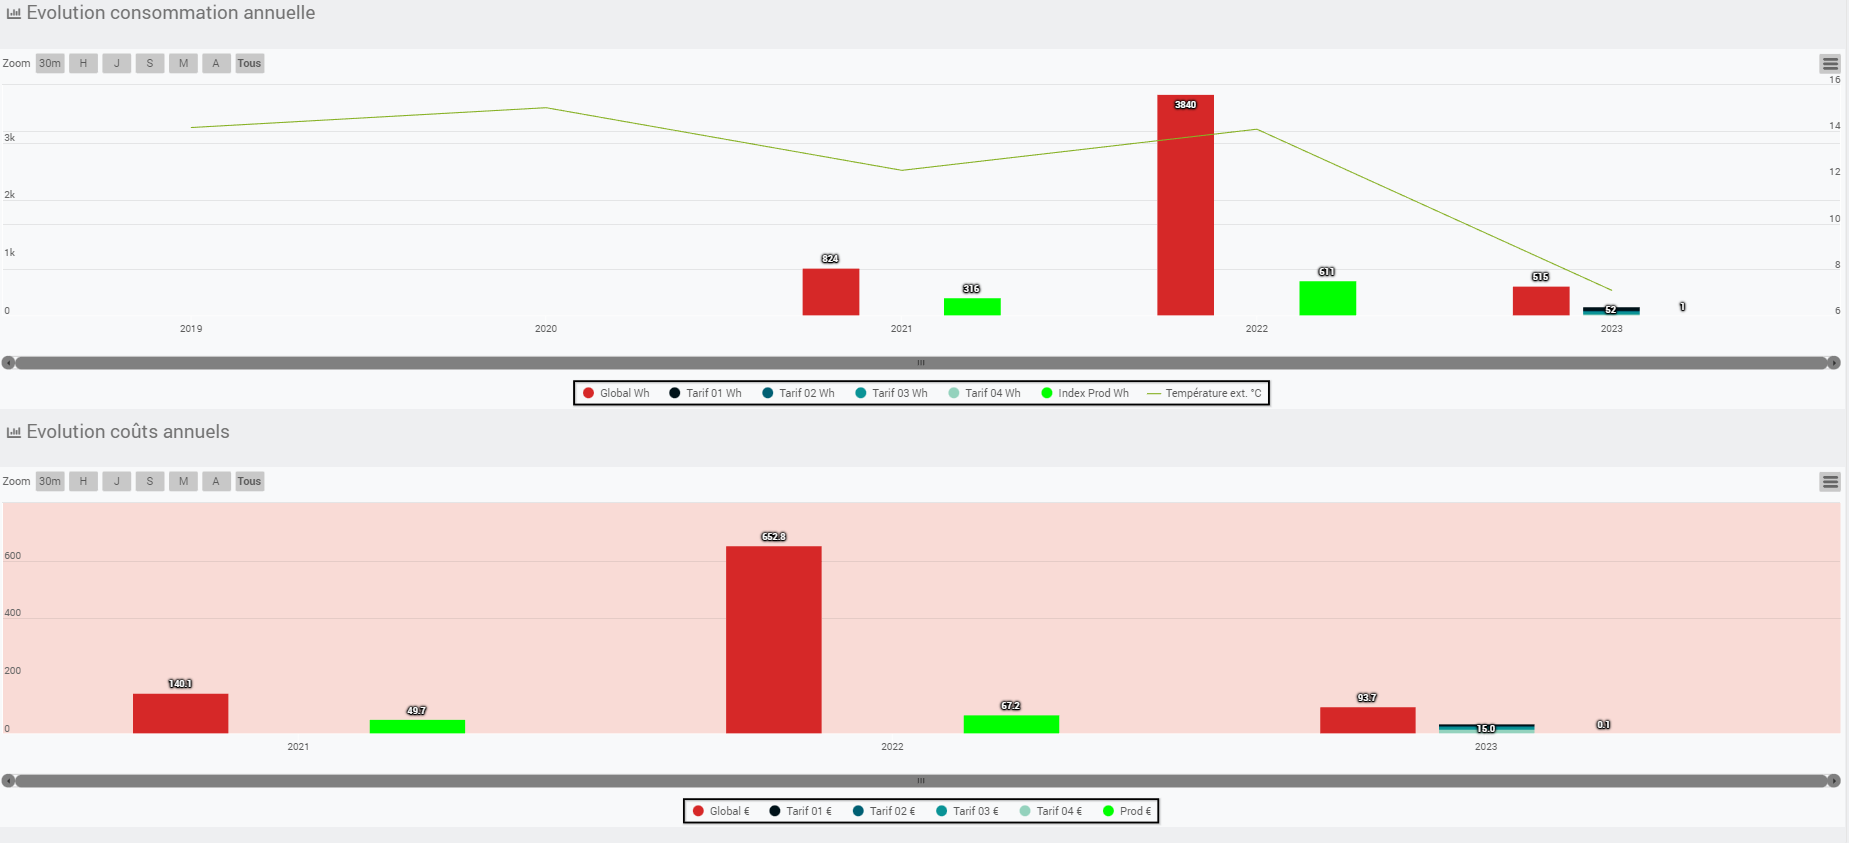 Evolution consommation annuelle
Zoom 30m H J S M A Tous
16
3840
14
3k
12
2k
10
824
1k
8
611
515
316
1
52
0
6
2019 2020 2021 2022 2023
Global Wh Tarif 01 Wh Tarif 02 Wh Tarif 03 Wh Tarif 04 Wh Index Prod Wh Température ext. °C
Evolution coûts annuels
Zoom 30m H J S M A Tous
652.8
600
400
200
140.1
93.7
67.2
49.7
0.1
15.0
0
2021 2022 2023
Global € Tarif 01 € Tarif 02 € Tarif 03 € Tarif 04 € Prod €